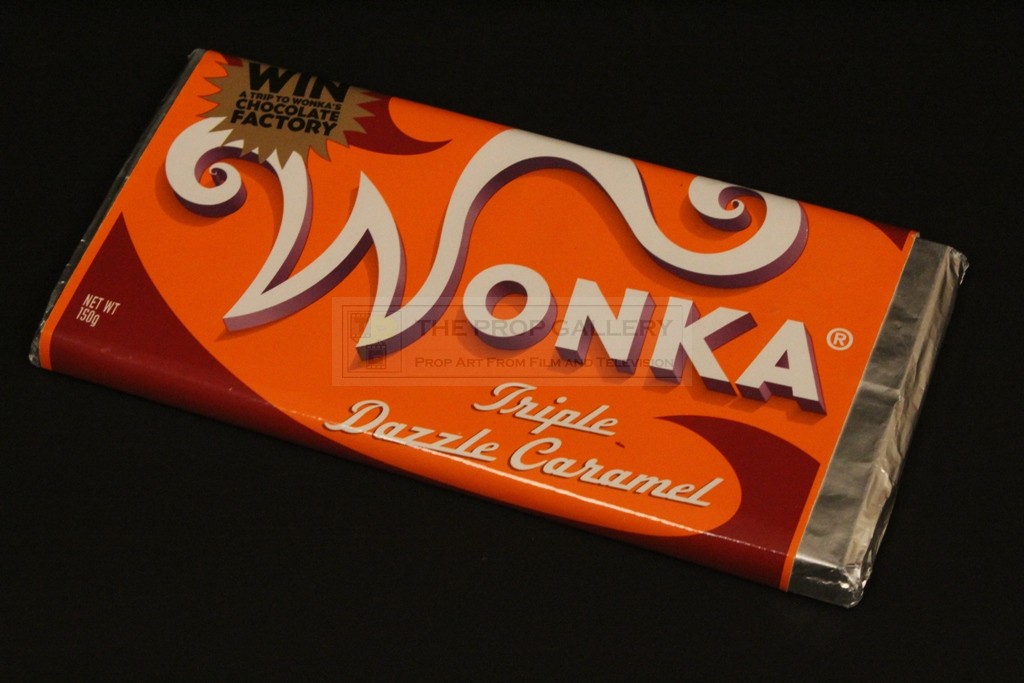 WIN
A TRIP TO WONKA'S
CHOCOLATE
FACTORY
WONKA®
Triple
Dazzle Caramel
NET WT
150g
THE PROP GALLERY
PROP ART FROM FILM AND TELEVISION